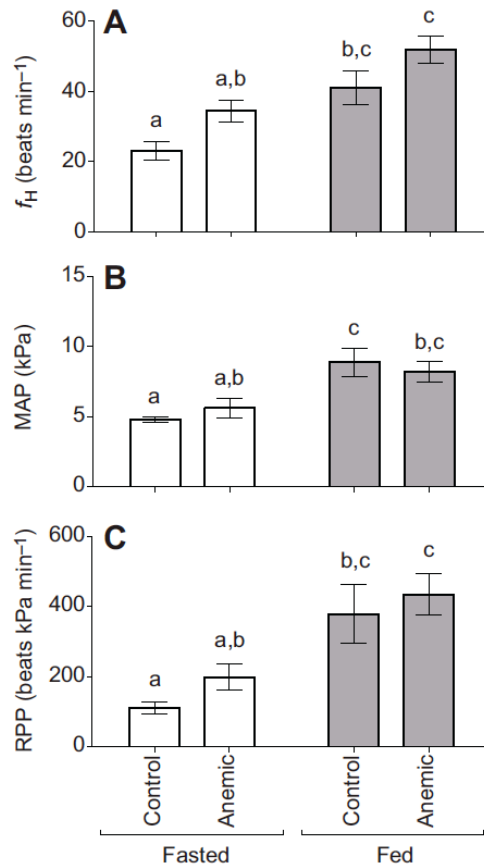 A
f_H (beats min⁻¹)
60
40
20
0
a
a,b
b,c
c
B
MAP (kPa)
15
10
5
0
a
a,b
c
b,c
C
RPP (beats kPa min⁻¹)
600
400
200
0
a
a,b
b,c
c
Control
Anemic
Control
Anemic
Fasted
Fed